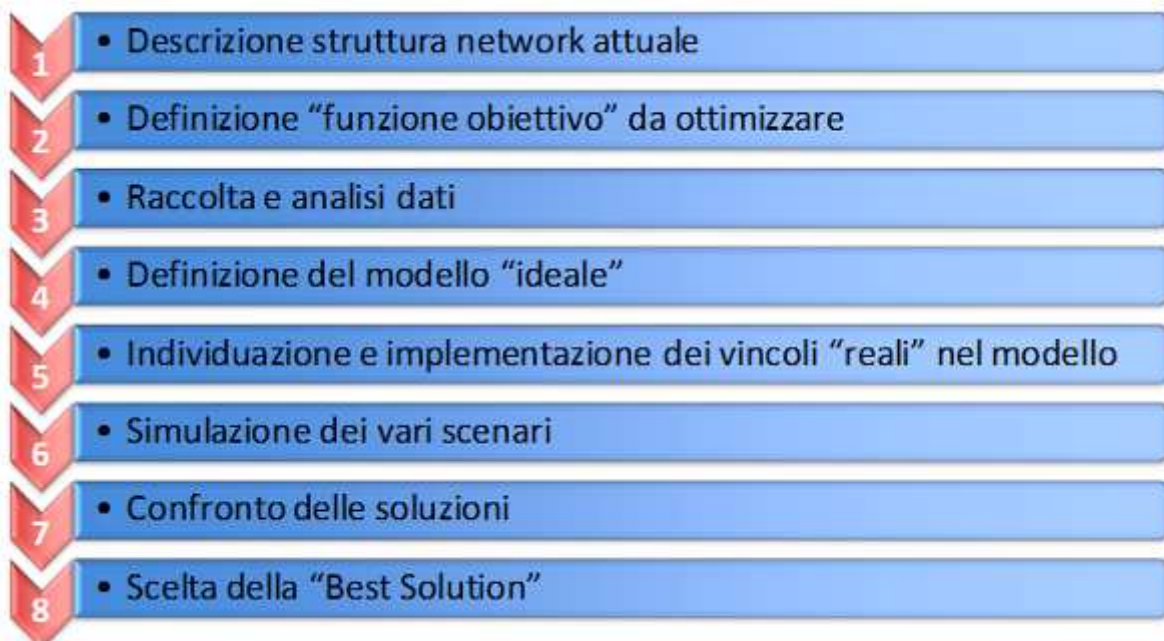 1 • Descrizione struttura network attuale
2 • Definizione “funzione obiettivo” da ottimizzare
3 • Raccolta e analisi dati
4 • Definizione del modello “ideale”
5 • Individuazione e implementazione dei vincoli “reali” nel modello
6 • Simulazione dei vari scenari
7 • Confronto delle soluzioni
8 • Scelta della “Best Solution”